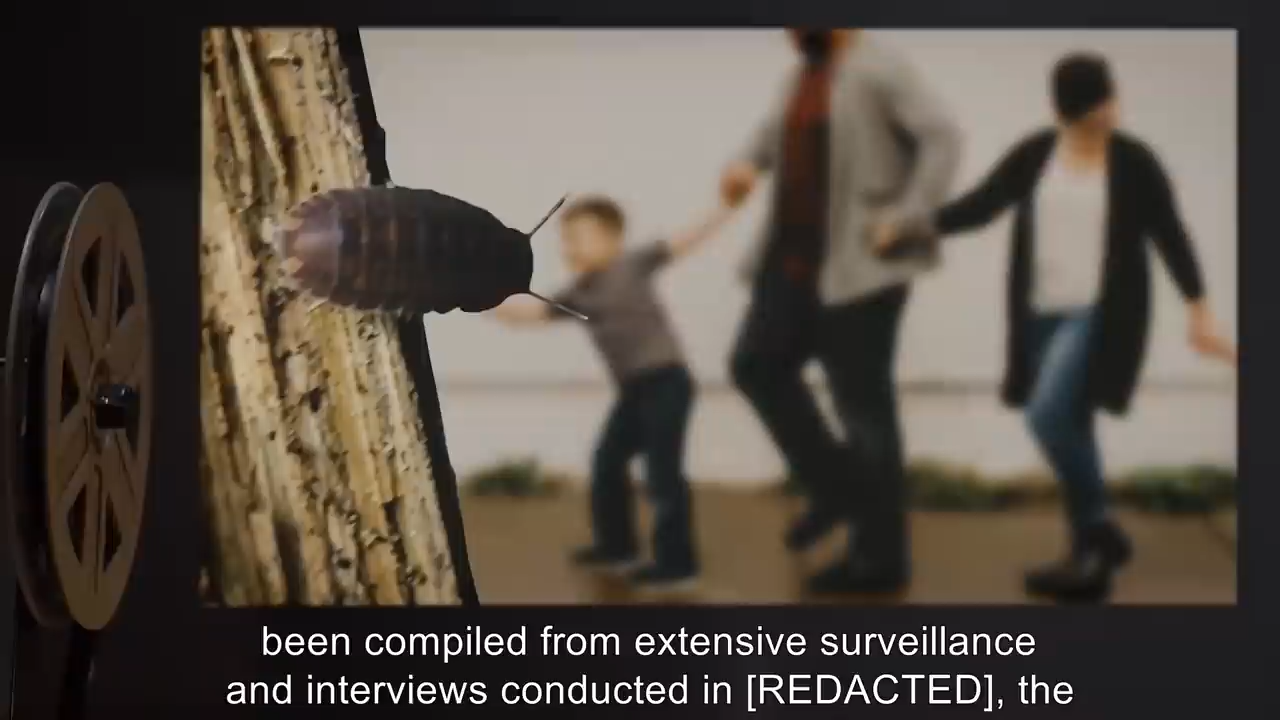 been compiled from extensive surveillance
and interviews conducted in [REDACTED], the